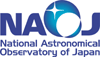 NAOJ
National Astronomical
Observatory of Japan